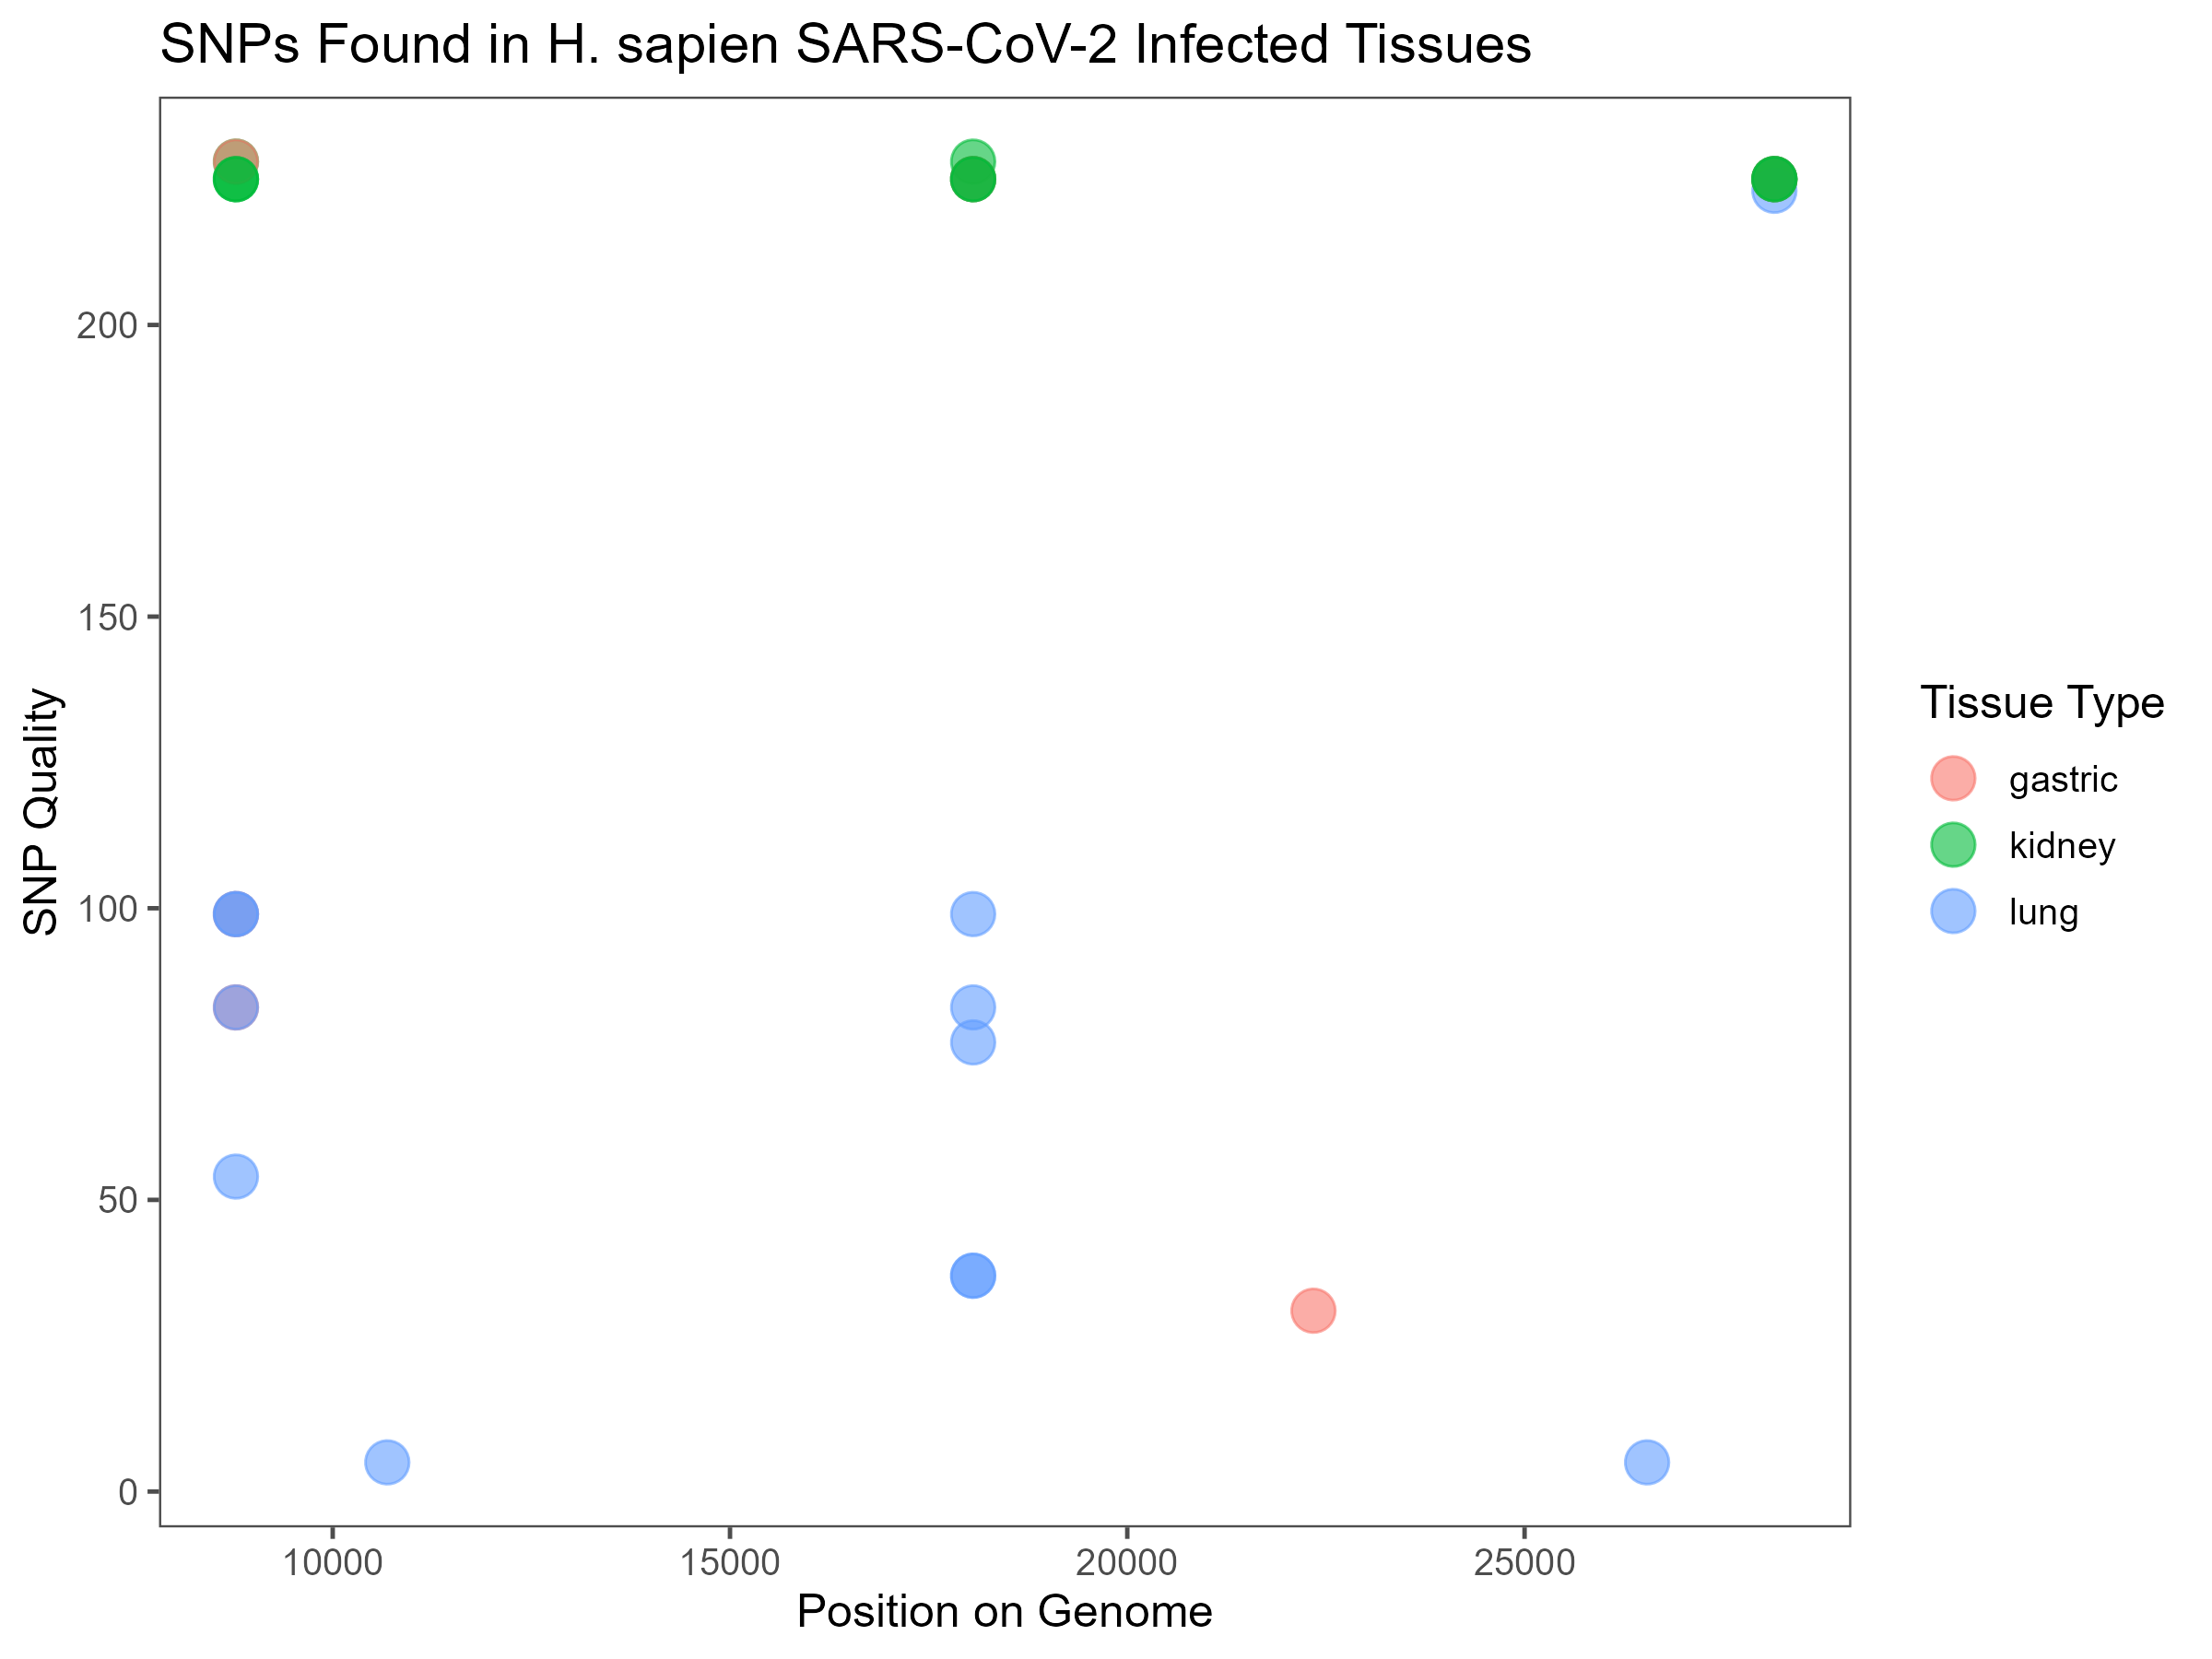 SNPs Found in H. sapien SARS-CoV-2 Infected Tissues
SNP Quality
200
150
100
50
0
10000 15000 20000 25000
Position on Genome
Tissue Type
gastric
kidney
lung